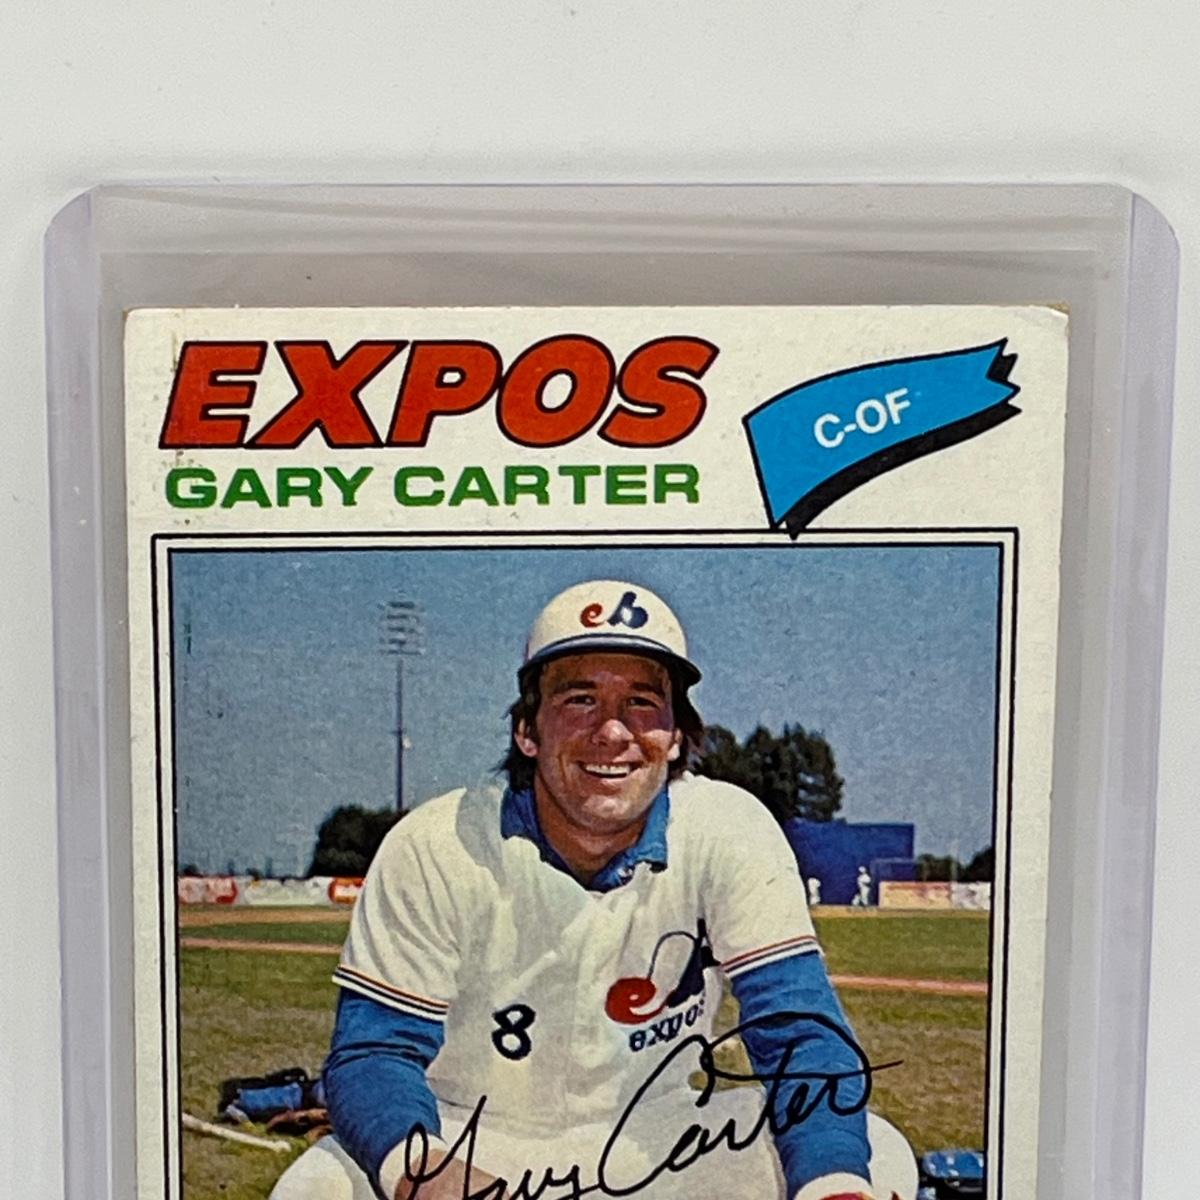 EXPOS
C-OF
GARY CARTER
eb
8
expos
Gary Carter